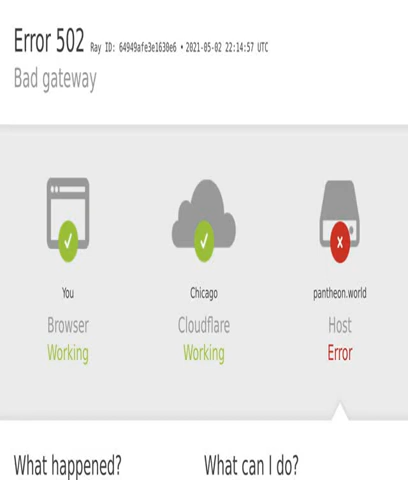 Error 502 Ray ID: 64949afe3e1630e6 • 2021-05-02 22:14:57 UTC
Bad gateway
You
Chicago
pantheon.world
Browser
Cloudflare
Host
Working
Working
Error
What happened?
What can I do?